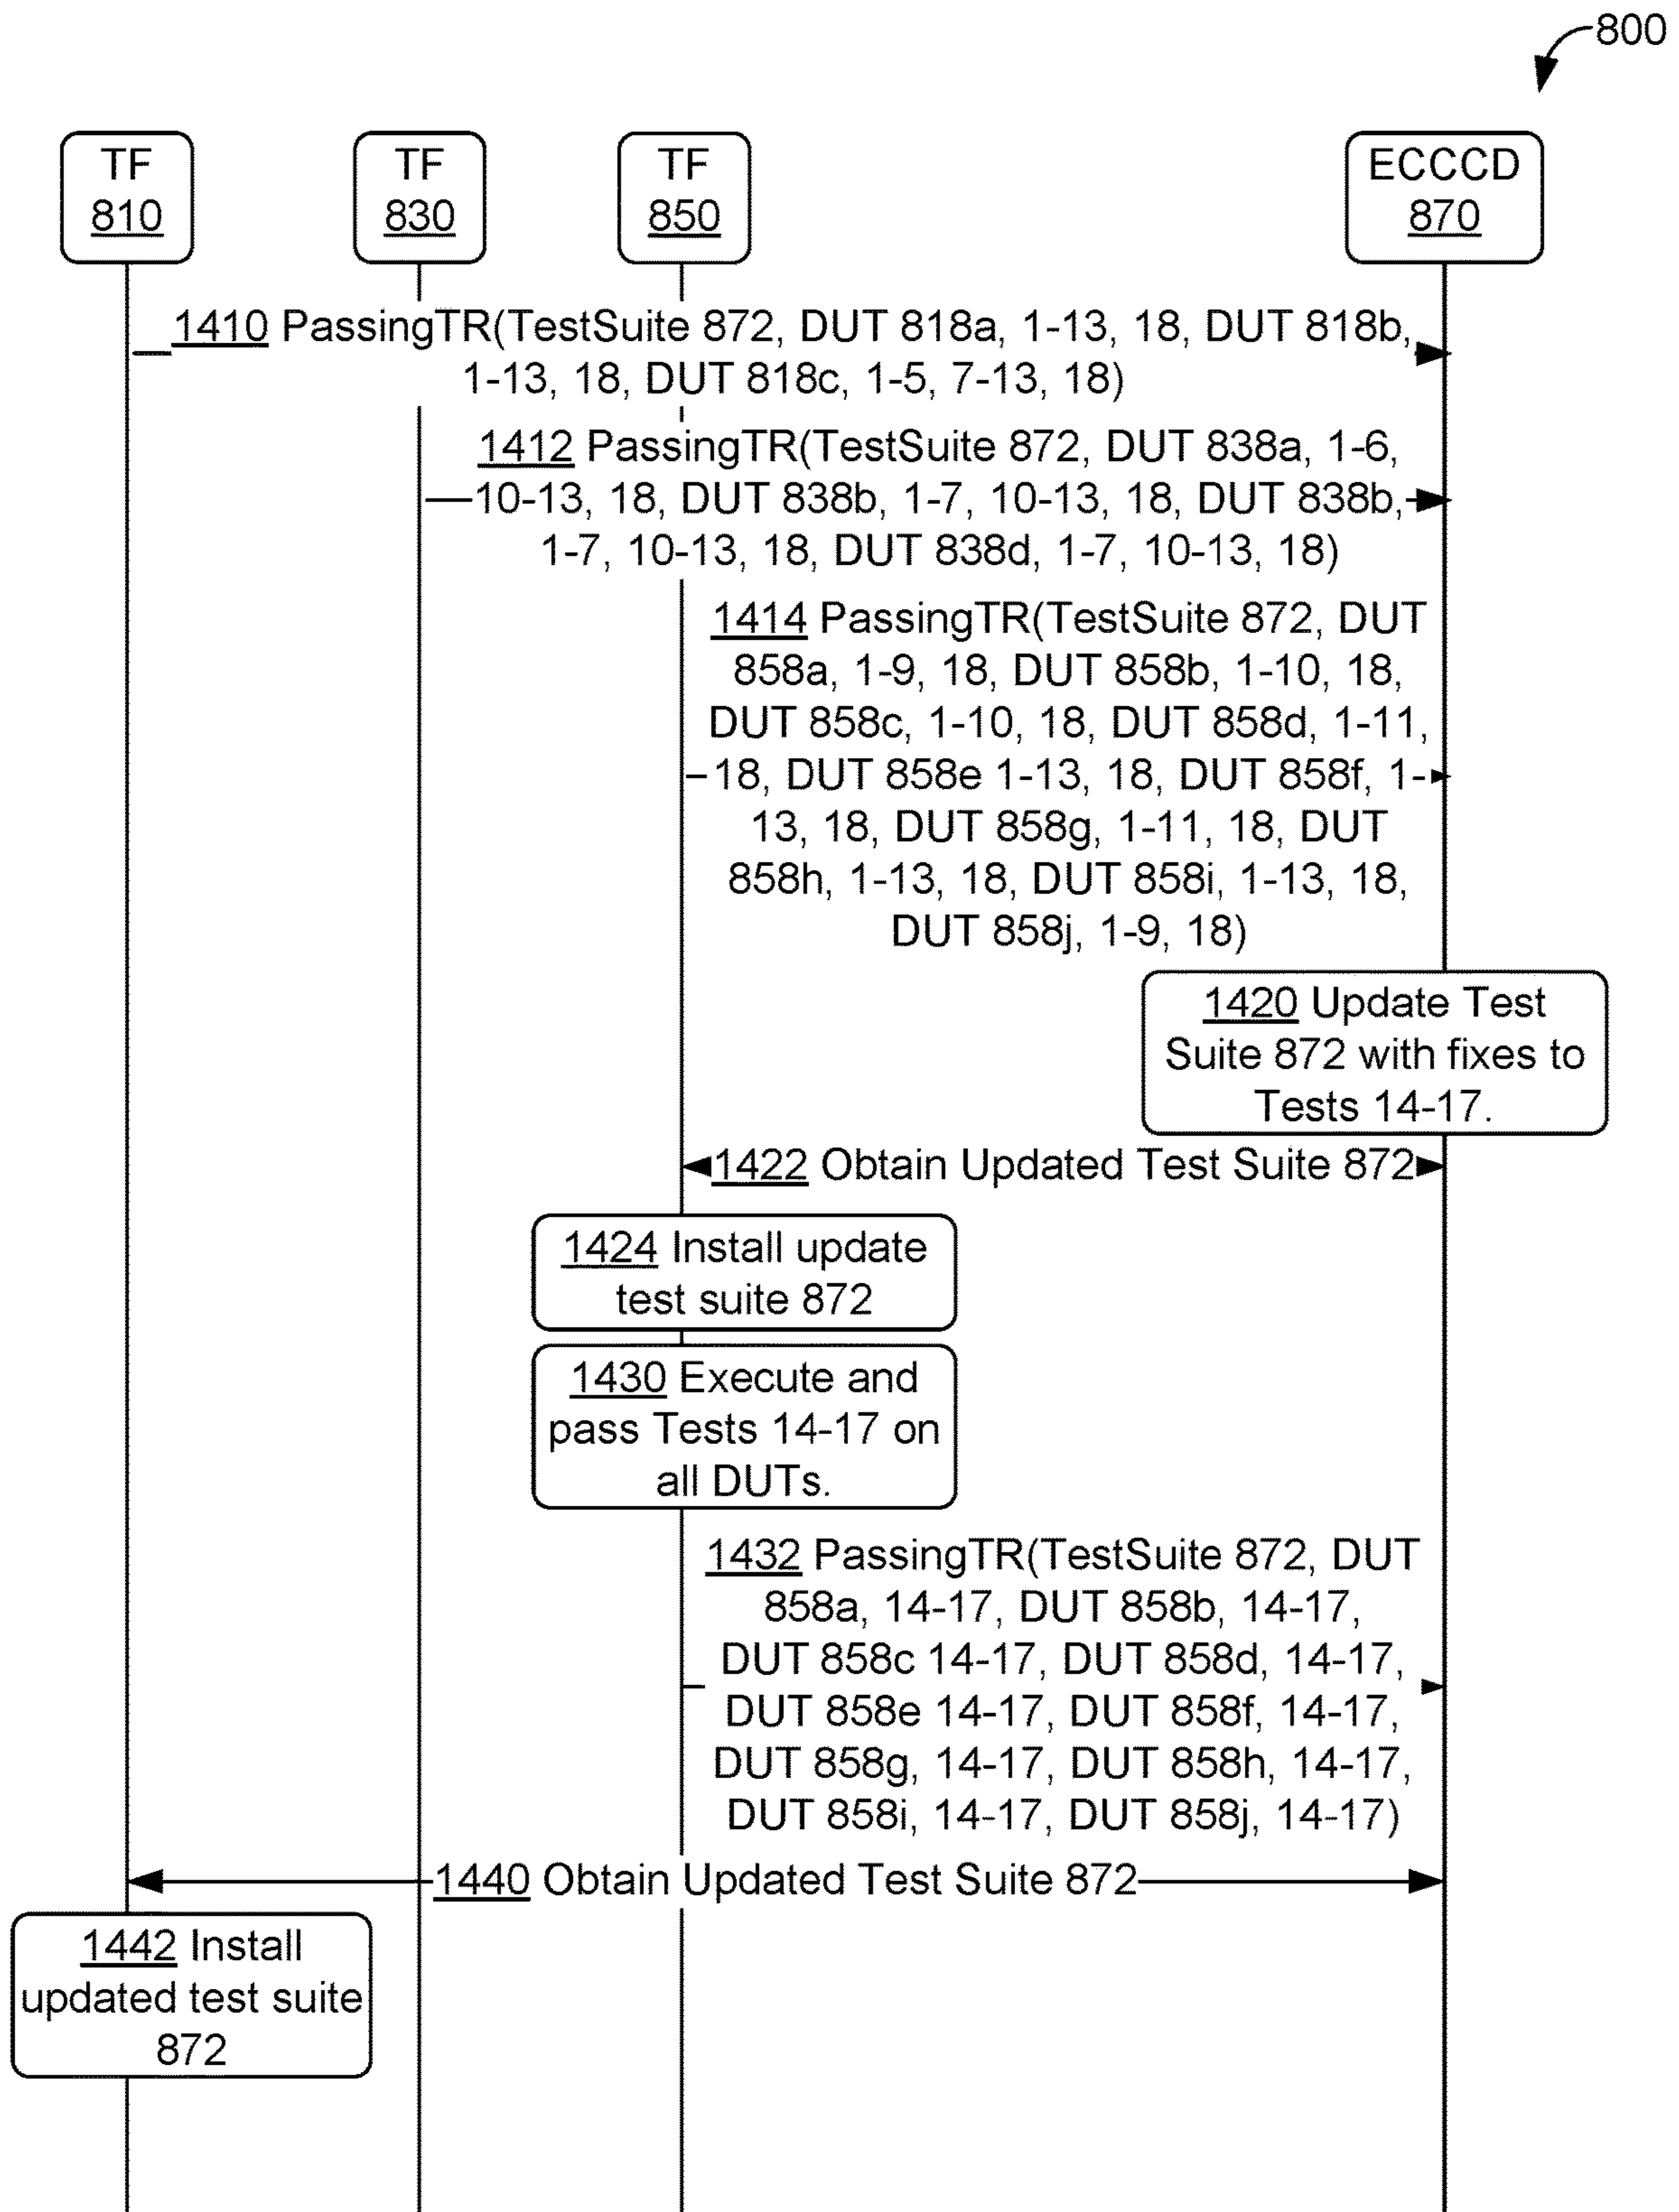 800
TF
810
TF
830
TF
850
ECCCD
870
1410 PassingTR(TestSuite 872, DUT 818a, 1-13, 18, DUT 818b,
1-13, 18, DUT 818c, 1-5, 7-13, 18)
1412 PassingTR(TestSuite 872, DUT 838a, 1-6,
10-13, 18, DUT 838b, 1-7, 10-13, 18, DUT 838b,
1-7, 10-13, 18, DUT 838d, 1-7, 10-13, 18)
1414 PassingTR(TestSuite 872, DUT
858a, 1-9, 18, DUT 858b, 1-10, 18,
DUT 858c, 1-10, 18, DUT 858d, 1-11,
18, DUT 858e 1-13, 18, DUT 858f, 1-
13, 18, DUT 858g, 1-11, 18, DUT
858h, 1-13, 18, DUT 858i, 1-13, 18,
DUT 858j, 1-9, 18)
1420 Update Test
Suite 872 with fixes to
Tests 14-17.
1422 Obtain Updated Test Suite 872
1424 Install update
test suite 872
1430 Execute and
pass Tests 14-17 on
all DUTs.
1432 PassingTR(TestSuite 872, DUT
858a, 14-17, DUT 858b, 14-17,
DUT 858c 14-17, DUT 858d, 14-17,
DUT 858e 14-17, DUT 858f, 14-17,
DUT 858g, 14-17, DUT 858h, 14-17,
DUT 858i, 14-17, DUT 858j, 14-17)
1440 Obtain Updated Test Suite 872
1442 Install
updated test suite
872